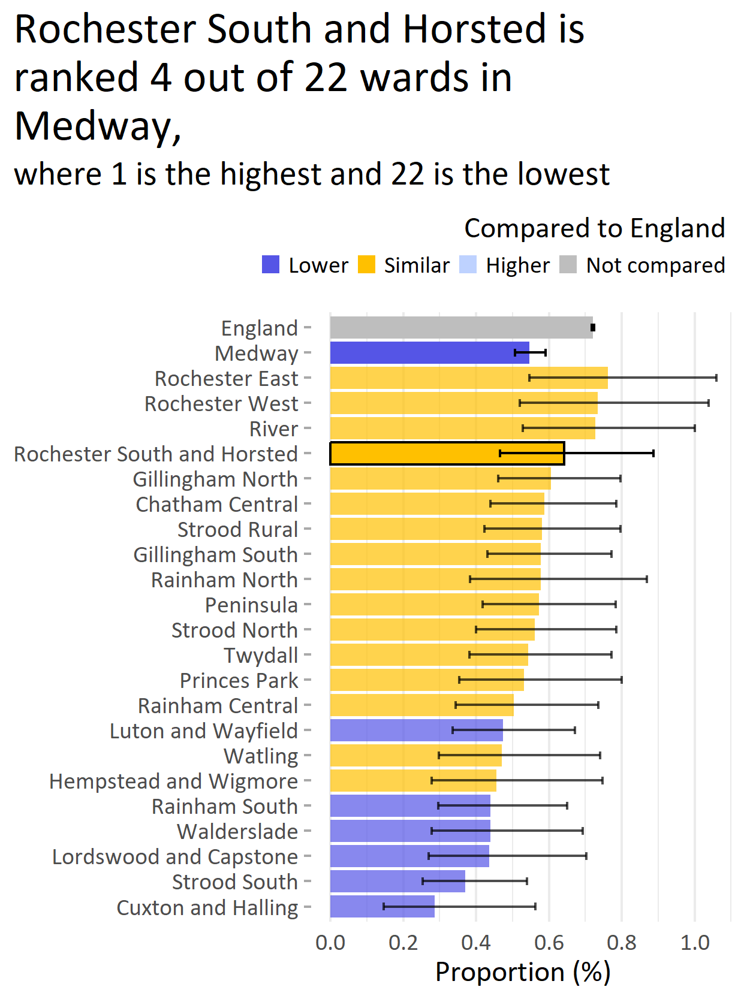 Rochester South and Horsted is
ranked 4 out of 22 wards in
Medway,
where 1 is the highest and 22 is the lowest
Compared to England
Lower Similar Higher Not compared
England
Medway
Rochester East
Rochester West
River
Rochester South and Horsted
Gillingham North
Chatham Central
Strood Rural
Gillingham South
Rainham North
Peninsula
Strood North
Twydall
Princes Park
Rainham Central
Luton and Wayfield
Watling
Hempstead and Wigmore
Rainham South
Walderslade
Lordswood and Capstone
Strood South
Cuxton and Halling
0.0 0.2 0.4 0.6 0.8 1.0
Proportion (%)